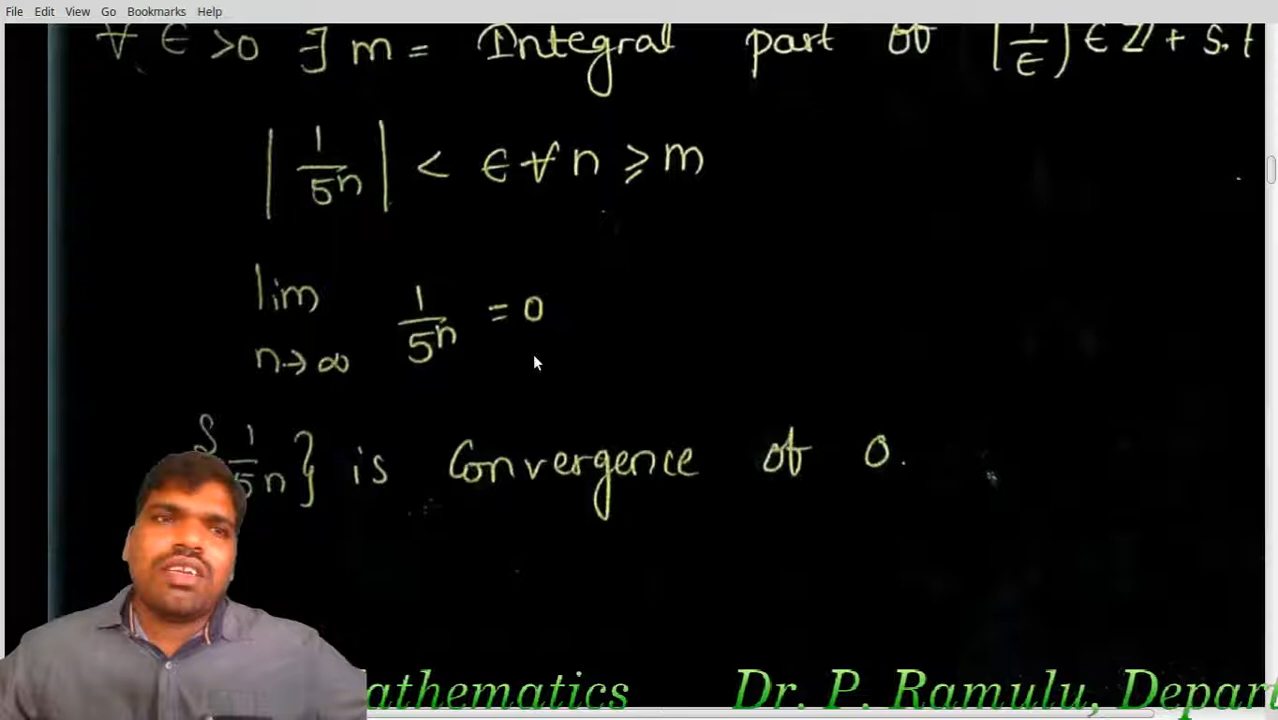 File Edit View Go Bookmarks Help
∀ ∈ >0 ∃ m = Integral part of (1/∈) ∈ Z+ s.t
|1/5ⁿ| < ∈ ∀ n ⩾ m
lim n→∞ 1/5ⁿ = 0
{1/5ⁿ} is Convergence of 0.
athematics Dr. P. Ramulu, Depar